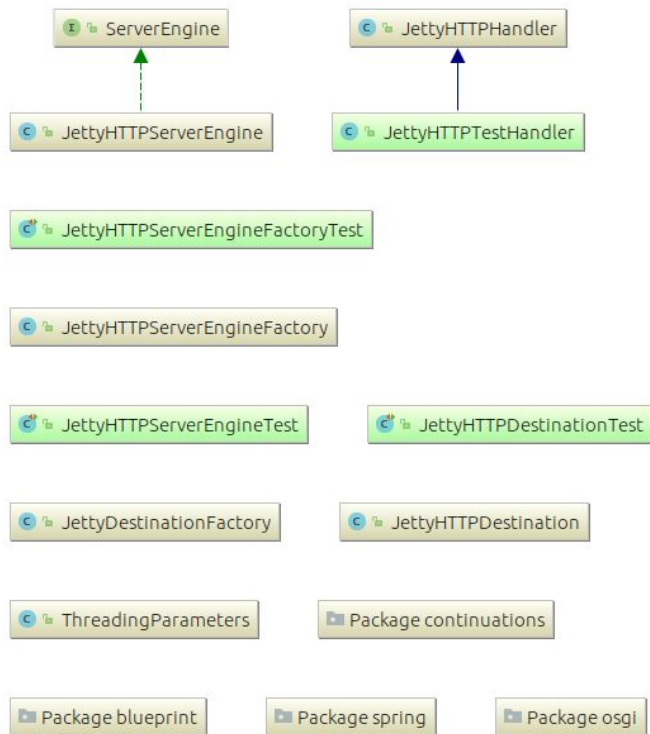 ServerEngine
JettyHTTPHandler
JettyHTTPServerEngine
JettyHTTPTestHandler
JettyHTTPServerEngineFactoryTest
JettyHTTPServerEngineFactory
JettyHTTPServerEngineTest
JettyHTTPDestinationTest
JettyDestinationFactory
JettyHTTPDestination
ThreadingParameters
Package continuations
Package blueprint
Package spring
Package osgi